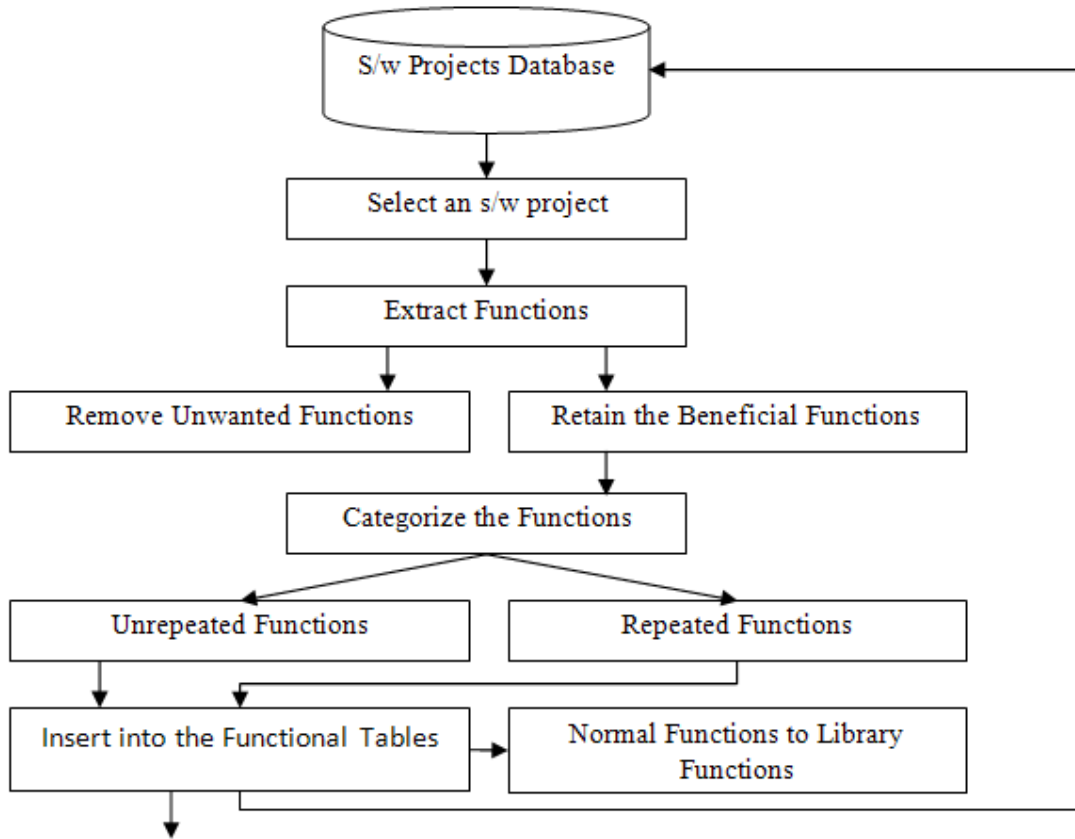 S/w Projects Database
Select an s/w project
Extract Functions
Remove Unwanted Functions
Retain the Beneficial Functions
Categorize the Functions
Unrepeated Functions
Repeated Functions
Insert into the Functional Tables
Normal Functions to Library
Functions